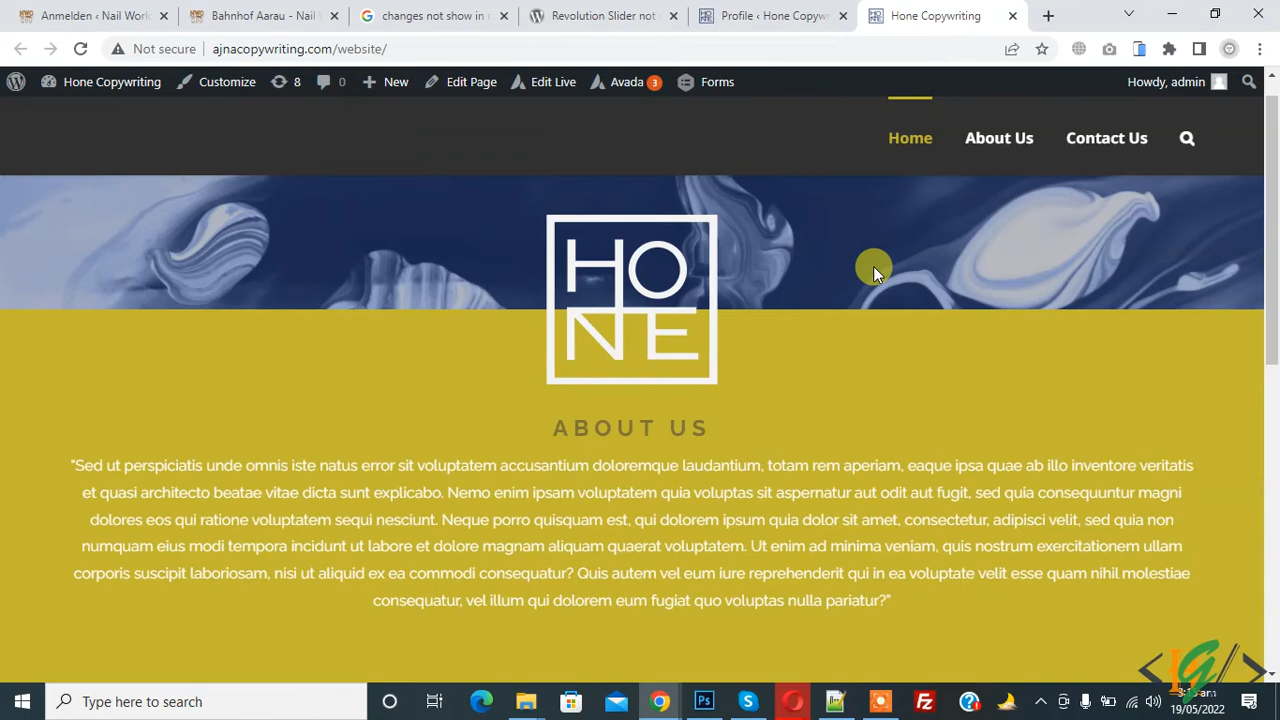 Anmelden ‹ Nail Worl
Bahnhof Aarau - Nail W
changes not show in i
Revolution Slider not r
Profile ‹ Hone Copywr
Hone Copywriting
Not secure
ajnacopywriting.com/website/
Hone Copywriting
Customize
8
0
New
Edit Page
Edit Live
Avada 3
Forms
Howdy, admin
Home
About Us
Contact Us
HO
NE
ABOUT US
"Sed ut perspiciatis unde omnis iste natus error sit voluptatem accusantium doloremque laudantium, totam rem aperiam, eaque ipsa quae ab illo inventore veritatis
et quasi architecto beatae vitae dicta sunt explicabo. Nemo enim ipsam voluptatem quia voluptas sit aspernatur aut odit aut fugit, sed quia consequuntur magni
dolores eos qui ratione voluptatem sequi nesciunt. Neque porro quisquam est, qui dolorem ipsum quia dolor sit amet, consectetur, adipisci velit, sed quia non
numquam eius modi tempora incidunt ut labore et dolore magnam aliquam quaerat voluptatem. Ut enim ad minima veniam, quis nostrum exercitationem ullam
corporis suscipit laboriosam, nisi ut aliquid ex ea commodi consequatur? Quis autem vel eum iure reprehenderit qui in ea voluptate velit esse quam nihil molestiae
consequatur, vel illum qui dolorem eum fugiat quo voluptas nulla pariatur?"
Type here to search
19/05/2022